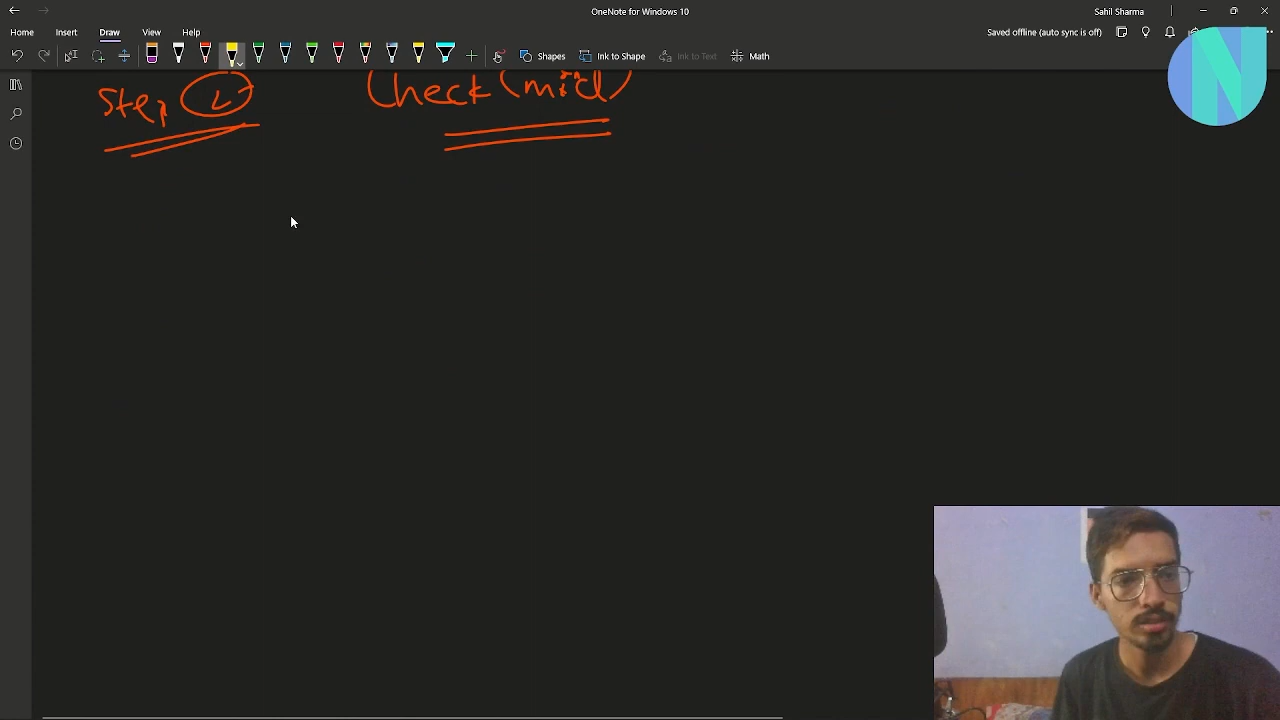 OneNote for Windows 10
Sahil Sharma
Home Insert Draw View Help
Saved offline (auto sync is off)
Shapes Ink to Shape Ink to Text Math
Step 2 Check (mid)
N